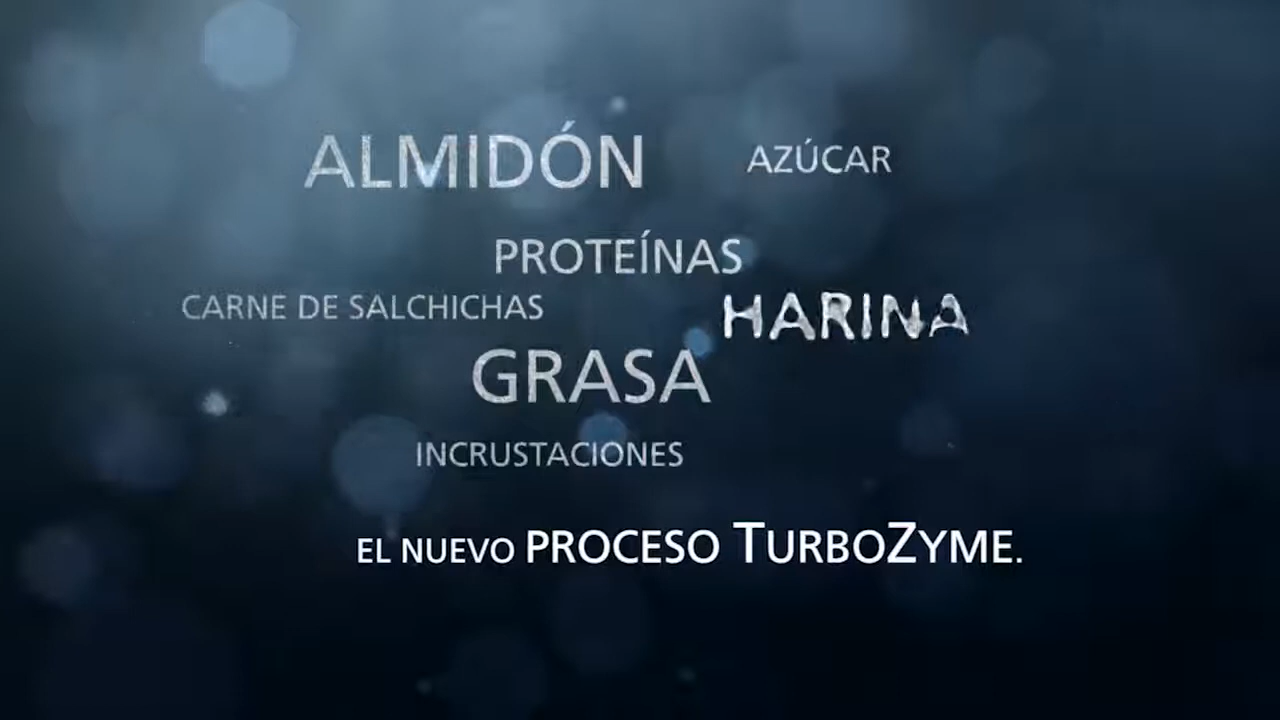 ALMIDÓN
AZÚCAR
PROTEÍNAS
CARNE DE SALCHICHAS
HARINA
GRASA
INCRUSTACIONES
EL NUEVO PROCESO TURBOZYME.